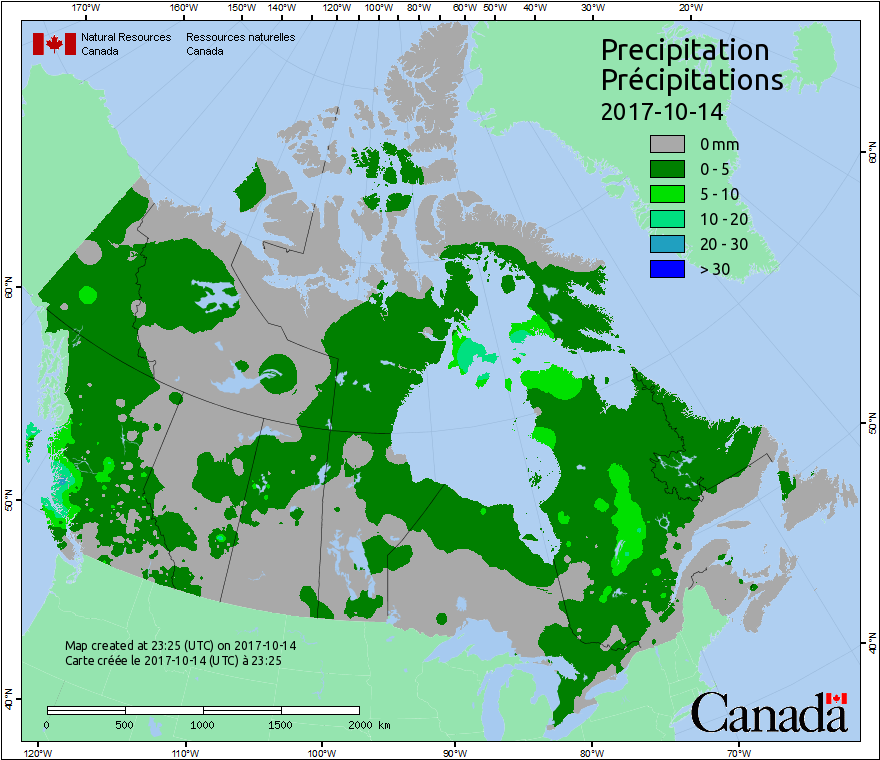 170°W 160°W 150°W 140°W 130°W 120°W 110°W 100°W 90°W 80°W 60°W 50°W 40°W 30°W 20°W
Natural Resources Ressources naturelles
Canada Canada
Precipitation
Précipitations
2017-10-14
0 mm
0 - 5
5 - 10
10 - 20
20 - 30
> 30
60°N
60°N
50°N
50°N
40°N
40°N
Map created at 23:25 (UTC) on 2017-10-14
Carte créée le 2017-10-14 (UTC) à 23:25
0 500 1000 1500 2000 km
Canada
120°W 110°W 100°W 90°W 80°W 70°W